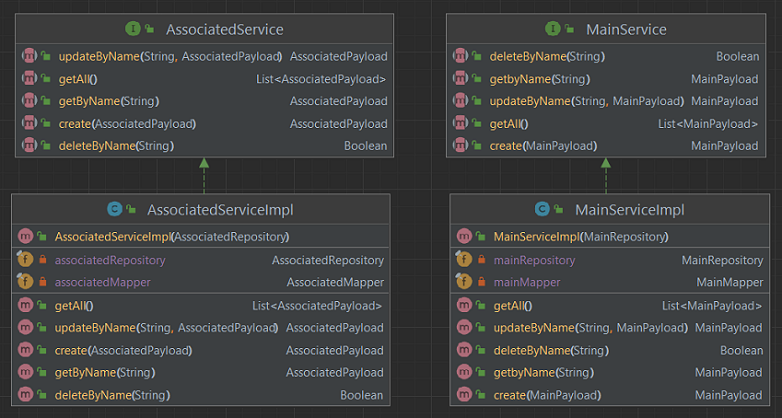 AssociatedService
updateByName(String, AssociatedPayload) AssociatedPayload
getAll() List<AssociatedPayload>
getByName(String) AssociatedPayload
create(AssociatedPayload) AssociatedPayload
deleteByName(String) Boolean
MainService
deleteByName(String) Boolean
getbyName(String) MainPayload
updateByName(String, MainPayload) MainPayload
getAll() List<MainPayload>
create(MainPayload) MainPayload
AssociatedServiceImpl
AssociatedServiceImpl(AssociatedRepository)
associatedRepository AssociatedRepository
associatedMapper AssociatedMapper
getAll() List<AssociatedPayload>
updateByName(String, AssociatedPayload) AssociatedPayload
create(AssociatedPayload) AssociatedPayload
getByName(String) AssociatedPayload
deleteByName(String) Boolean
MainServiceImpl
MainServiceImpl(MainRepository)
mainRepository MainRepository
mainMapper MainMapper
getAll() List<MainPayload>
updateByName(String, MainPayload) MainPayload
deleteByName(String) Boolean
getbyName(String) MainPayload
create(MainPayload) MainPayload